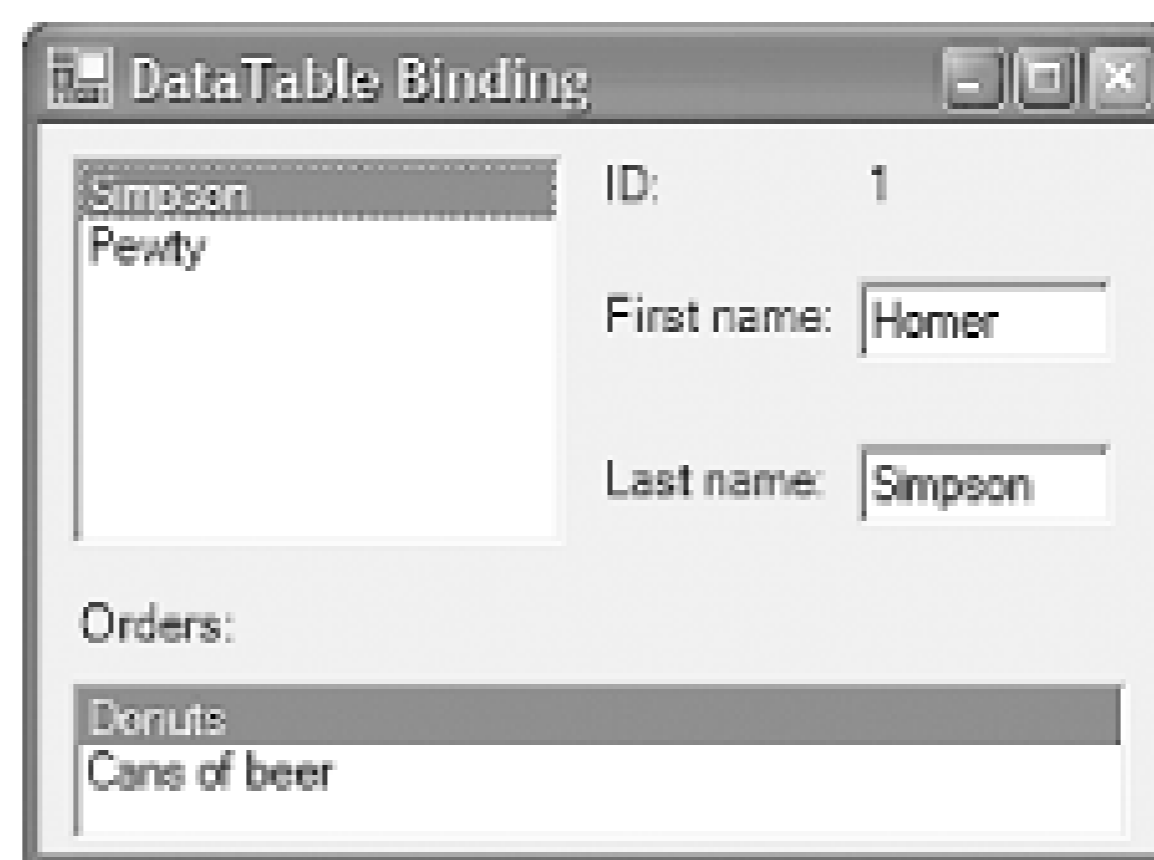 DataTable Binding
Simpson
Pewty
ID: 1
First name: Homer
Last name: Simpson
Orders:
Donuts
Cans of beer